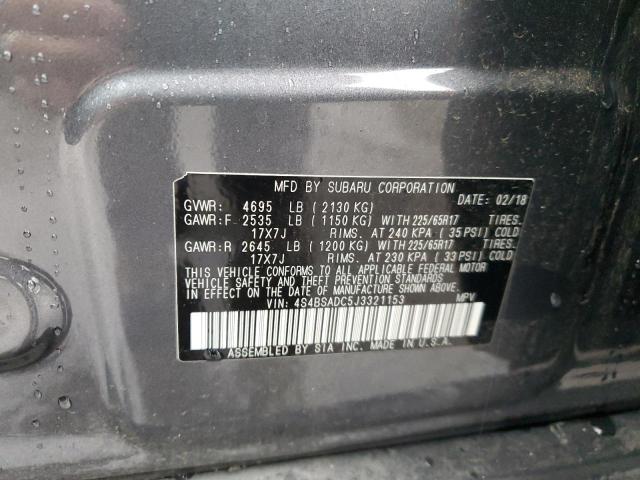 MFD BY SUBARU CORPORATION
GVWR: 4695 LB ( 2130 KG) DATE: 02/18
GAWR:F 2535 LB ( 1150 KG) WITH 225/65R17 TIRES.
17X7J RIMS. AT 240 KPA ( 35 PSI) COLD
GAWR:R 2645 LB ( 1200 KG) WITH 225/65R17 TIRES.
17X7J RIMS. AT 230 KPA ( 33 PSI) COLD
THIS VEHICLE CONFORMS TO ALL APPLICABLE FEDERAL MOTOR
VEHICLE SAFETY AND THEFT PREVENTION STANDARDS
IN EFFECT ON THE DATE OF MANUFACTURE SHOWN ABOVE.
VIN: 4S4BSADC5J3321153 MPV
ASSEMBLED BY SIA INC. MADE IN U.S.A.